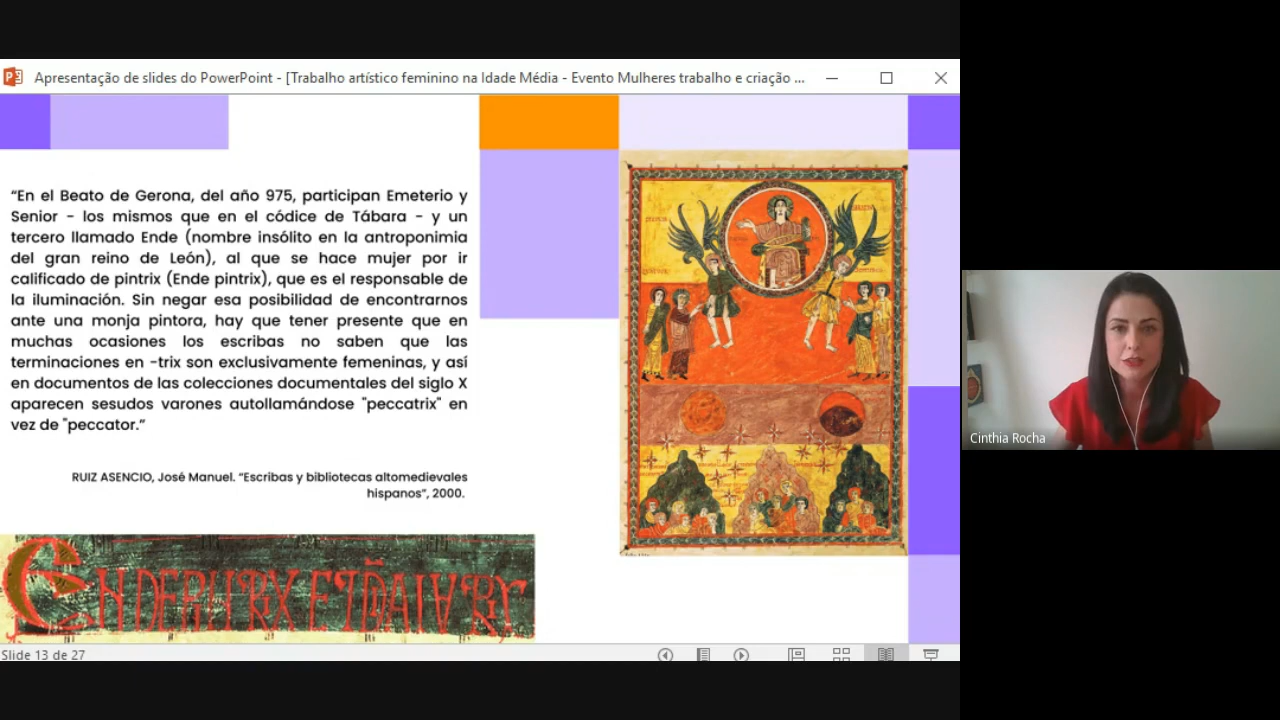 Apresentação de slides do PowerPoint - [Trabalho artístico feminino na Idade Média - Evento Mulheres trabalho e criação ...
“En el Beato de Gerona, del año 975, participan Emeterio y
Senior - los mismos que en el códice de Tábara - y un
tercero llamado Ende (nombre insólito en la antroponimia
del gran reino de León), al que se hace mujer por ir
calificado de pintrix (Ende pintrix), que es el responsable de
la iluminación. Sin negar esa posibilidad de encontrarnos
ante una monja pintora, hay que tener presente que en
muchas ocasiones los escribas no saben que las
terminaciones en -trix son exclusivamente femeninas, y así
en documentos de las colecciones documentales del siglo X
aparecen sesudos varones autollamándose "peccatrix" en
vez de "peccator.”
RUIZ ASENCIO, José Manuel. “Escribas y bibliotecas altomedievales
hispanos”, 2000.
Slide 13 de 27
Cinthia Rocha